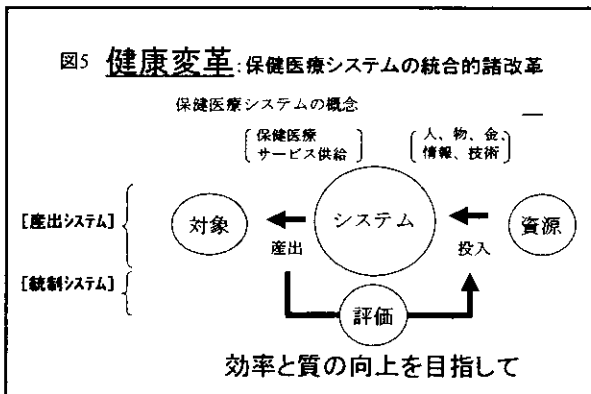 図5 健康変革:保健医療システムの統合的諸改革
保健医療システムの概念
保健医療
サービス供給
人、物、金、
情報、技術
[産出システム]
対象
産出
システム
投入
資源
[統制システム]
評価
効率と質の向上を目指して